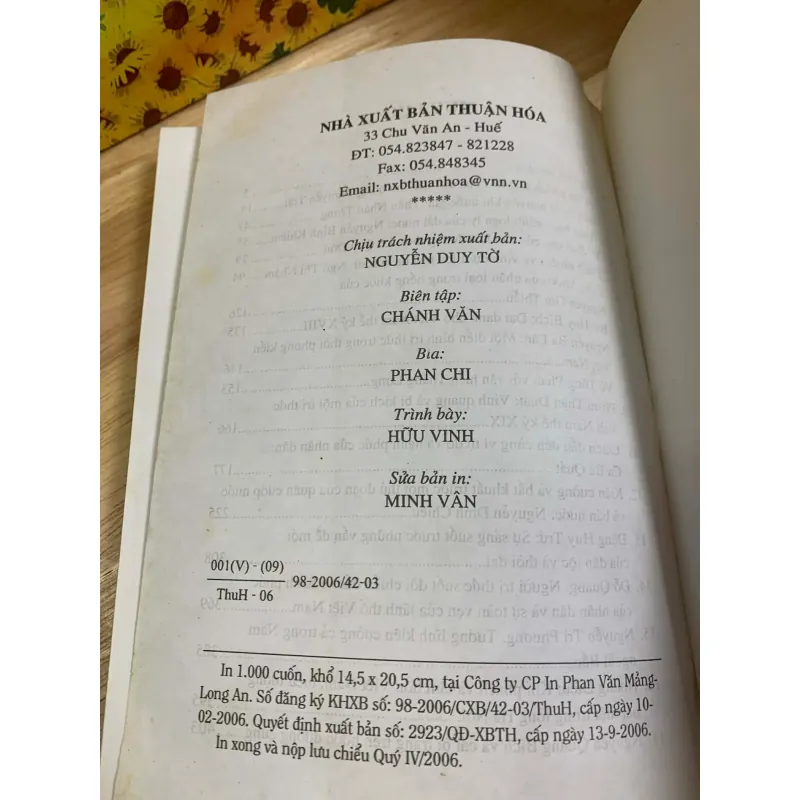 NHÀ XUẤT BẢN THUẬN HÓA
33 Chu Văn An - Huế
ĐT: 054.823847 - 821228
Fax: 054.848345
Email: nxbthuanhoa@vnn.vn
*****
Chịu trách nhiệm xuất bản:
NGUYỄN DUY TỜ
Biên tập:
CHÁNH VĂN
Bìa:
PHAN CHI
Trình bày:
HỮU VINH
Sửa bản in:
MINH VÂN
001(V) - (09)
98-2006/42-03
ThuH - 06
In 1.000 cuốn, khổ 14,5 x 20,5 cm, tại Công ty CP In Phan Văn Mảng-
Long An. Số đăng ký KHXB số: 98-2006/CXB/42-03/ThuH, cấp ngày 10-
02-2006. Quyết định xuất bản số: 2923/QĐ-XBTH, cấp ngày 13-9-2006.
In xong và nộp lưu chiểu Quý IV/2006.